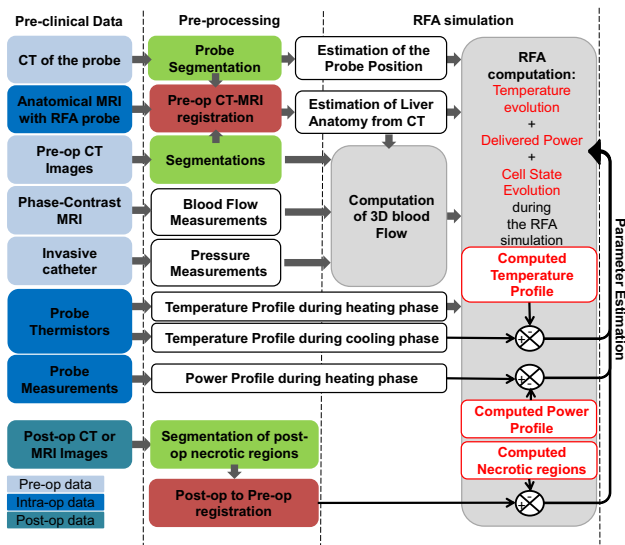 Pre-clinical Data
Pre-processing
RFA simulation
CT of the probe
Probe
Segmentation
Estimation of the
Probe Position
Anatomical MRI
with RFA probe
Pre-op CT-MRI
registration
Estimation of Liver
Anatomy from CT
Pre-op CT
Images
Segmentations
Phase-Contrast
MRI
Blood Flow
Measurements
Computation
of 3D blood
Flow
Invasive
catheter
Pressure
Measurements
RFA
computation:
Temperature
evolution
+
Delivered Power
+
Cell State
Evolution
during
the RFA
simulation
Computed
Temperature
Profile
Probe
Thermistors
Temperature Profile during heating phase
Temperature Profile during cooling phase
+
-
Probe
Measurements
Power Profile during heating phase
+
-
Computed Power
Profile
Post-op CT or
MRI Images
Segmentation of post-
op necrotic regions
Computed
Necrotic regions
Post-op to Pre-op
registration
+
-
Parameter Estimation
Pre-op data
Intra-op data
Post-op data